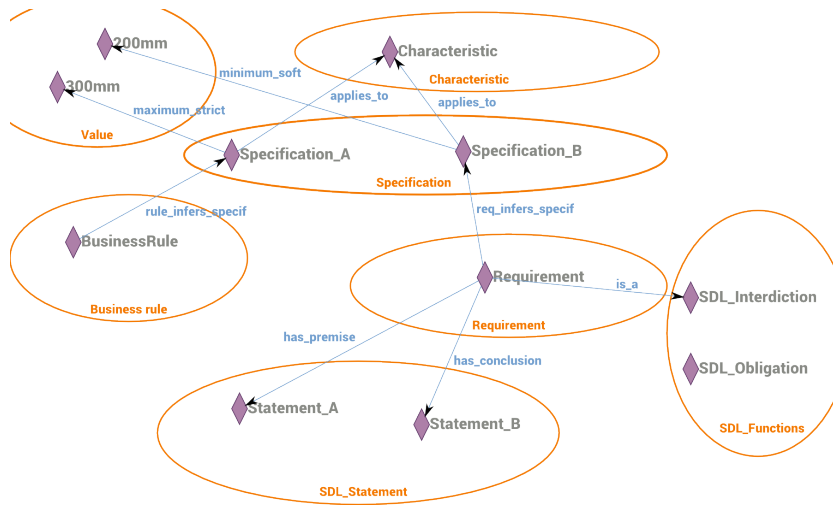 200mm
Characteristic
minimum_soft
Characteristic
300mm
applies_to
applies_to
maximum_strict
Value
Specification_A
Specification_B
Specification
rule_infers_specif
req_infers_specif
BusinessRule
Requirement
is_a
SDL_Interdiction
Business rule
Requirement
has_premise
has_conclusion
SDL_Obligation
Statement_A
Statement_B
SDL_Functions
SDL_Statement